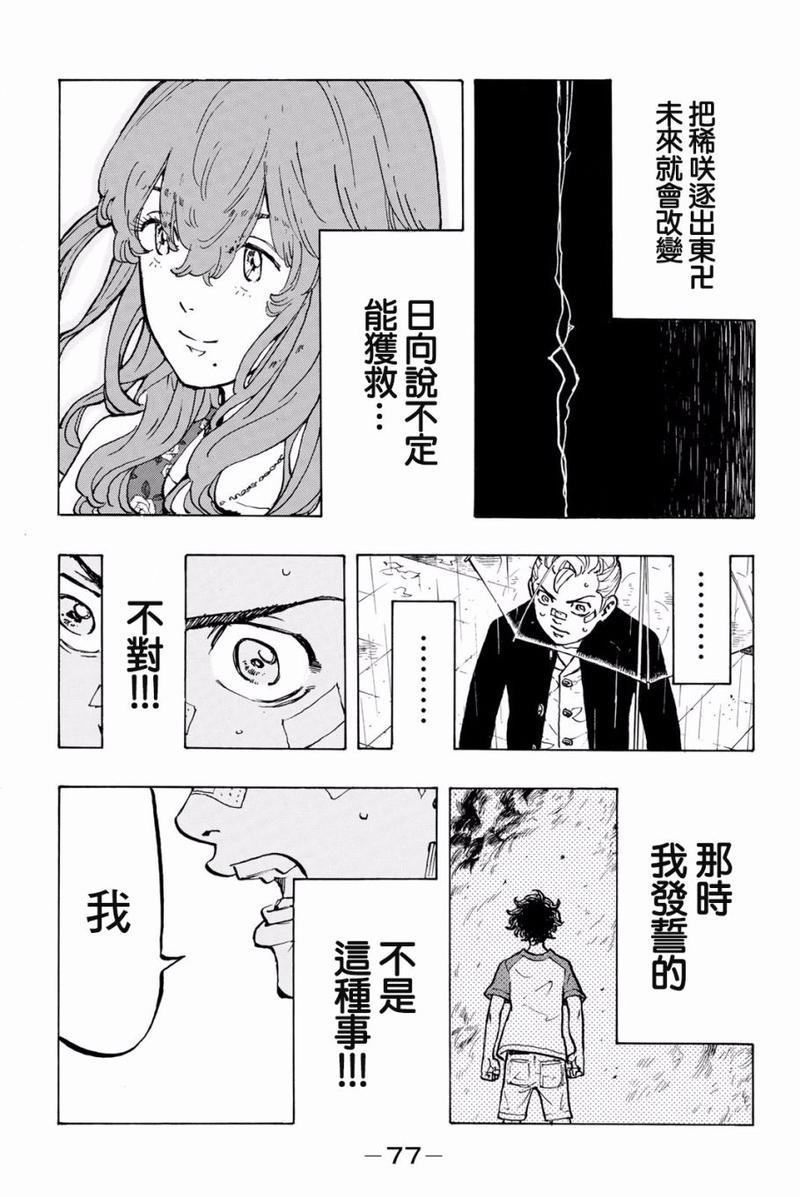 把稀咲逐出東卍
未來就會改變
日向說不定
能獲救…
………
………
不對!!!
那時
我發誓的
不是
這種事!!!
我
—77—